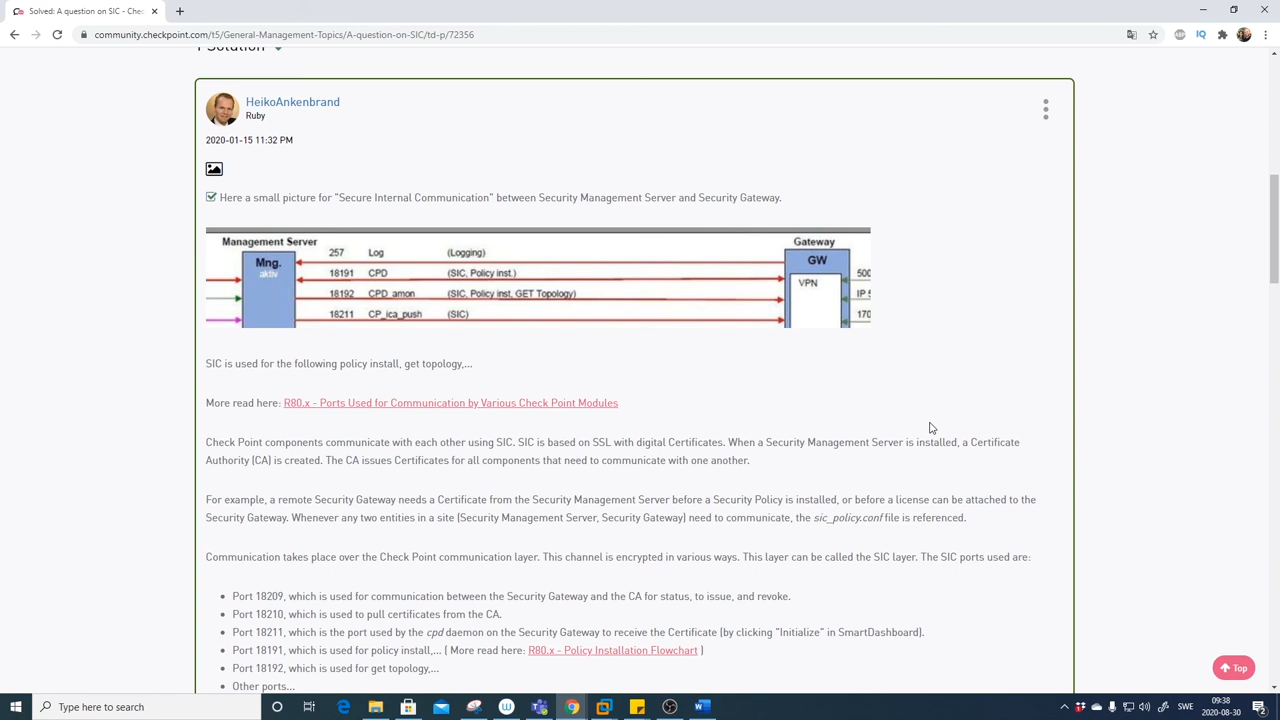 Solved: A question on SIC - Chec
community.checkpoint.com/t5/General-Management-Topics/A-question-on-SIC/td-p/72356
1 Solution
HeikoAnkenbrand
Ruby
2020-01-15 11:32 PM
Here a small picture for "Secure Internal Communication" between Security Management Server and Security Gateway.
Management Server Gateway
257 Log (Logging)
Mng. GW
aktiv
18191 CPD (SIC, Policy inst.) 500
VPN
18192 CPD_amon (SIC, Policy inst, GET Topology) IP 5
18211 CP_ica_push (SIC) 170
SIC is used for the following policy install, get topology,...
More read here: R80.x - Ports Used for Communication by Various Check Point Modules
Check Point components communicate with each other using SIC. SIC is based on SSL with digital Certificates. When a Security Management Server is installed, a Certificate
Authority (CA) is created. The CA issues Certificates for all components that need to communicate with one another.
For example, a remote Security Gateway needs a Certificate from the Security Management Server before a Security Policy is installed, or before a license can be attached to the
Security Gateway. Whenever any two entities in a site (Security Management Server, Security Gateway) need to communicate, the sic_policy.conf file is referenced.
Communication takes place over the Check Point communication layer. This channel is encrypted in various ways. This layer can be called the SIC layer. The SIC ports used are:
• Port 18209, which is used for communication between the Security Gateway and the CA for status, to issue, and revoke.
• Port 18210, which is used to pull certificates from the CA.
• Port 18211, which is the port used by the cpd daemon on the Security Gateway to receive the Certificate (by clicking "Initialize" in SmartDashboard).
• Port 18191, which is used for policy install,... ( More read here: R80.x - Policy Installation Flowchart )
• Port 18192, which is used for get topology,...
• Other ports...
Top
Type here to search
SWE
09:38
2020-08-30
2